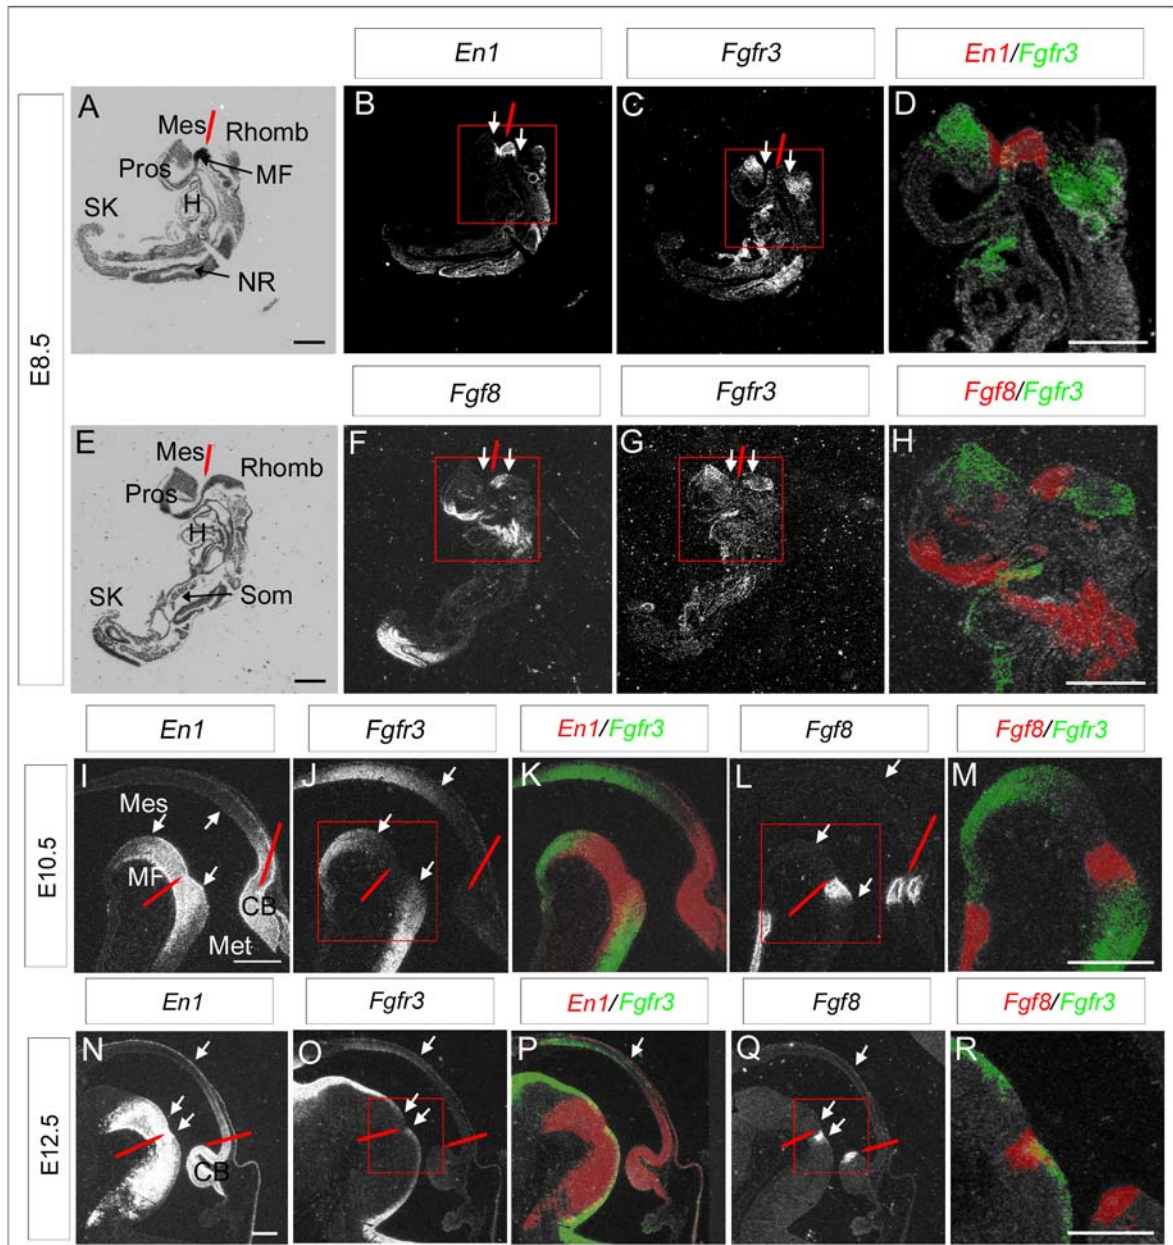 En1
Fgfr3
En1/Fgfr3
E8.5
A
Mes
Rhomb
Pros
MF
SK
H
NR
B
C
D
Fgf8
Fgfr3
Fgf8/Fgfr3
E
Mes
Rhomb
Pros
H
SK
Som
F
G
H
En1
Fgfr3
En1/Fgfr3
Fgf8
Fgf8/Fgfr3
E10.5
I
Mes
MF
CB
Met
J
K
L
M
En1
Fgfr3
En1/Fgfr3
Fgf8
Fgf8/Fgfr3
E12.5
N
CB
O
P
Q
R